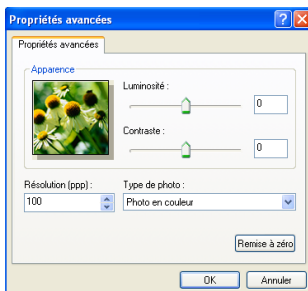 Propriétés avancées
Propriétés avancées
Apparence
Luminosité :
0
Contraste :
0
Résolution (ppp) : Type de photo :
100 Photo en couleur
Remise à zéro
OK Annuler